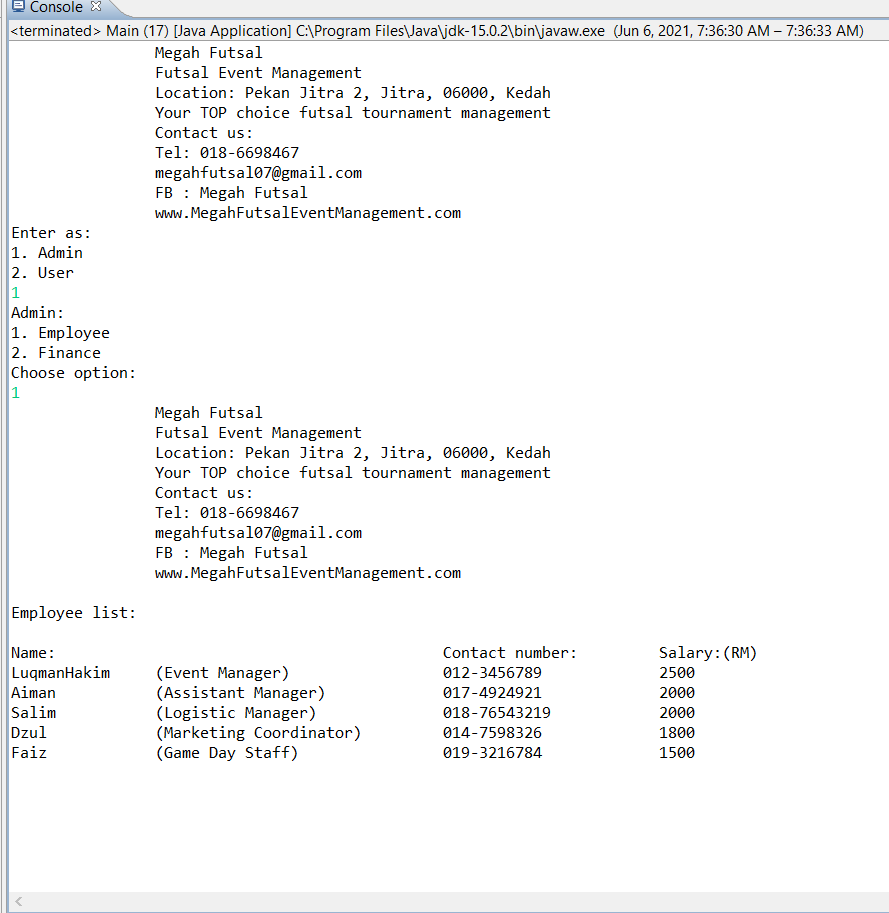 Console
<terminated> Main (17) [Java Application] C:\Program Files\Java\jdk-15.0.2\bin\javaw.exe (Jun 6, 2021, 7:36:30 AM – 7:36:33 AM)
Megah Futsal
Futsal Event Management
Location: Pekan Jitra 2, Jitra, 06000, Kedah
Your TOP choice futsal tournament management
Contact us:
Tel: 018-6698467
megahfutsal07@gmail.com
FB : Megah Futsal
www.MegahFutsalEventManagement.com
Enter as:
1. Admin
2. User
1
Admin:
1. Employee
2. Finance
Choose option:
1
Megah Futsal
Futsal Event Management
Location: Pekan Jitra 2, Jitra, 06000, Kedah
Your TOP choice futsal tournament management
Contact us:
Tel: 018-6698467
megahfutsal07@gmail.com
FB : Megah Futsal
www.MegahFutsalEventManagement.com
Employee list:
Name: Contact number: Salary:(RM)
LuqmanHakim (Event Manager) 012-3456789 2500
Aiman (Assistant Manager) 017-4924921 2000
Salim (Logistic Manager) 018-76543219 2000
Dzul (Marketing Coordinator) 014-7598326 1800
Faiz (Game Day Staff) 019-3216784 1500